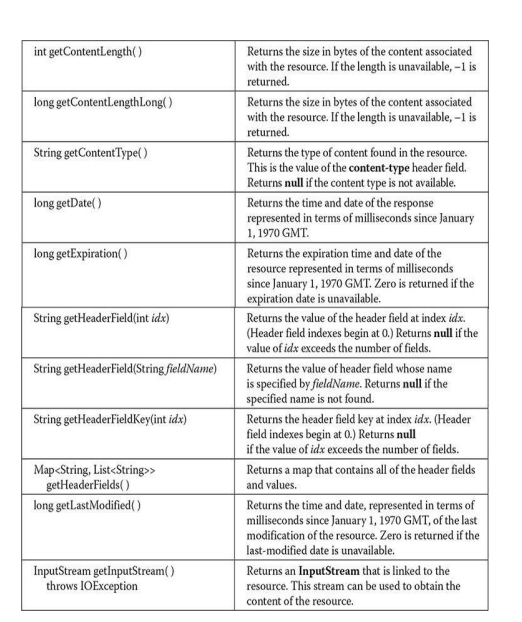 int getContentLength( )
Returns the size in bytes of the content associated
with the resource. If the length is unavailable, –1 is
returned.
long getContentLengthLong( )
Returns the size in bytes of the content associated
with the resource. If the length is unavailable, –1 is
returned.
String getContentType( )
Returns the type of content found in the resource.
This is the value of the content-type header field.
Returns null if the content type is not available.
long getDate( )
Returns the time and date of the response
represented in terms of milliseconds since January
1, 1970 GMT.
long getExpiration( )
Returns the expiration time and date of the
resource represented in terms of milliseconds
since January 1, 1970 GMT. Zero is returned if the
expiration date is unavailable.
String getHeaderField(int idx)
Returns the value of the header field at index idx.
(Header field indexes begin at 0.) Returns null if the
value of idx exceeds the number of fields.
String getHeaderField(String fieldName)
Returns the value of header field whose name
is specified by fieldName. Returns null if the
specified name is not found.
String getHeaderFieldKey(int idx)
Returns the header field key at index idx. (Header
field indexes begin at 0.) Returns null
if the value of idx exceeds the number of fields.
Map<String, List<String>>
getHeaderFields( )
Returns a map that contains all of the header fields
and values.
long getLastModified( )
Returns the time and date, represented in terms of
milliseconds since January 1, 1970 GMT, of the last
modification of the resource. Zero is returned if the
last-modified date is unavailable.
InputStream getInputStream( )
throws IOException
Returns an InputStream that is linked to the
resource. This stream can be used to obtain the
content of the resource.